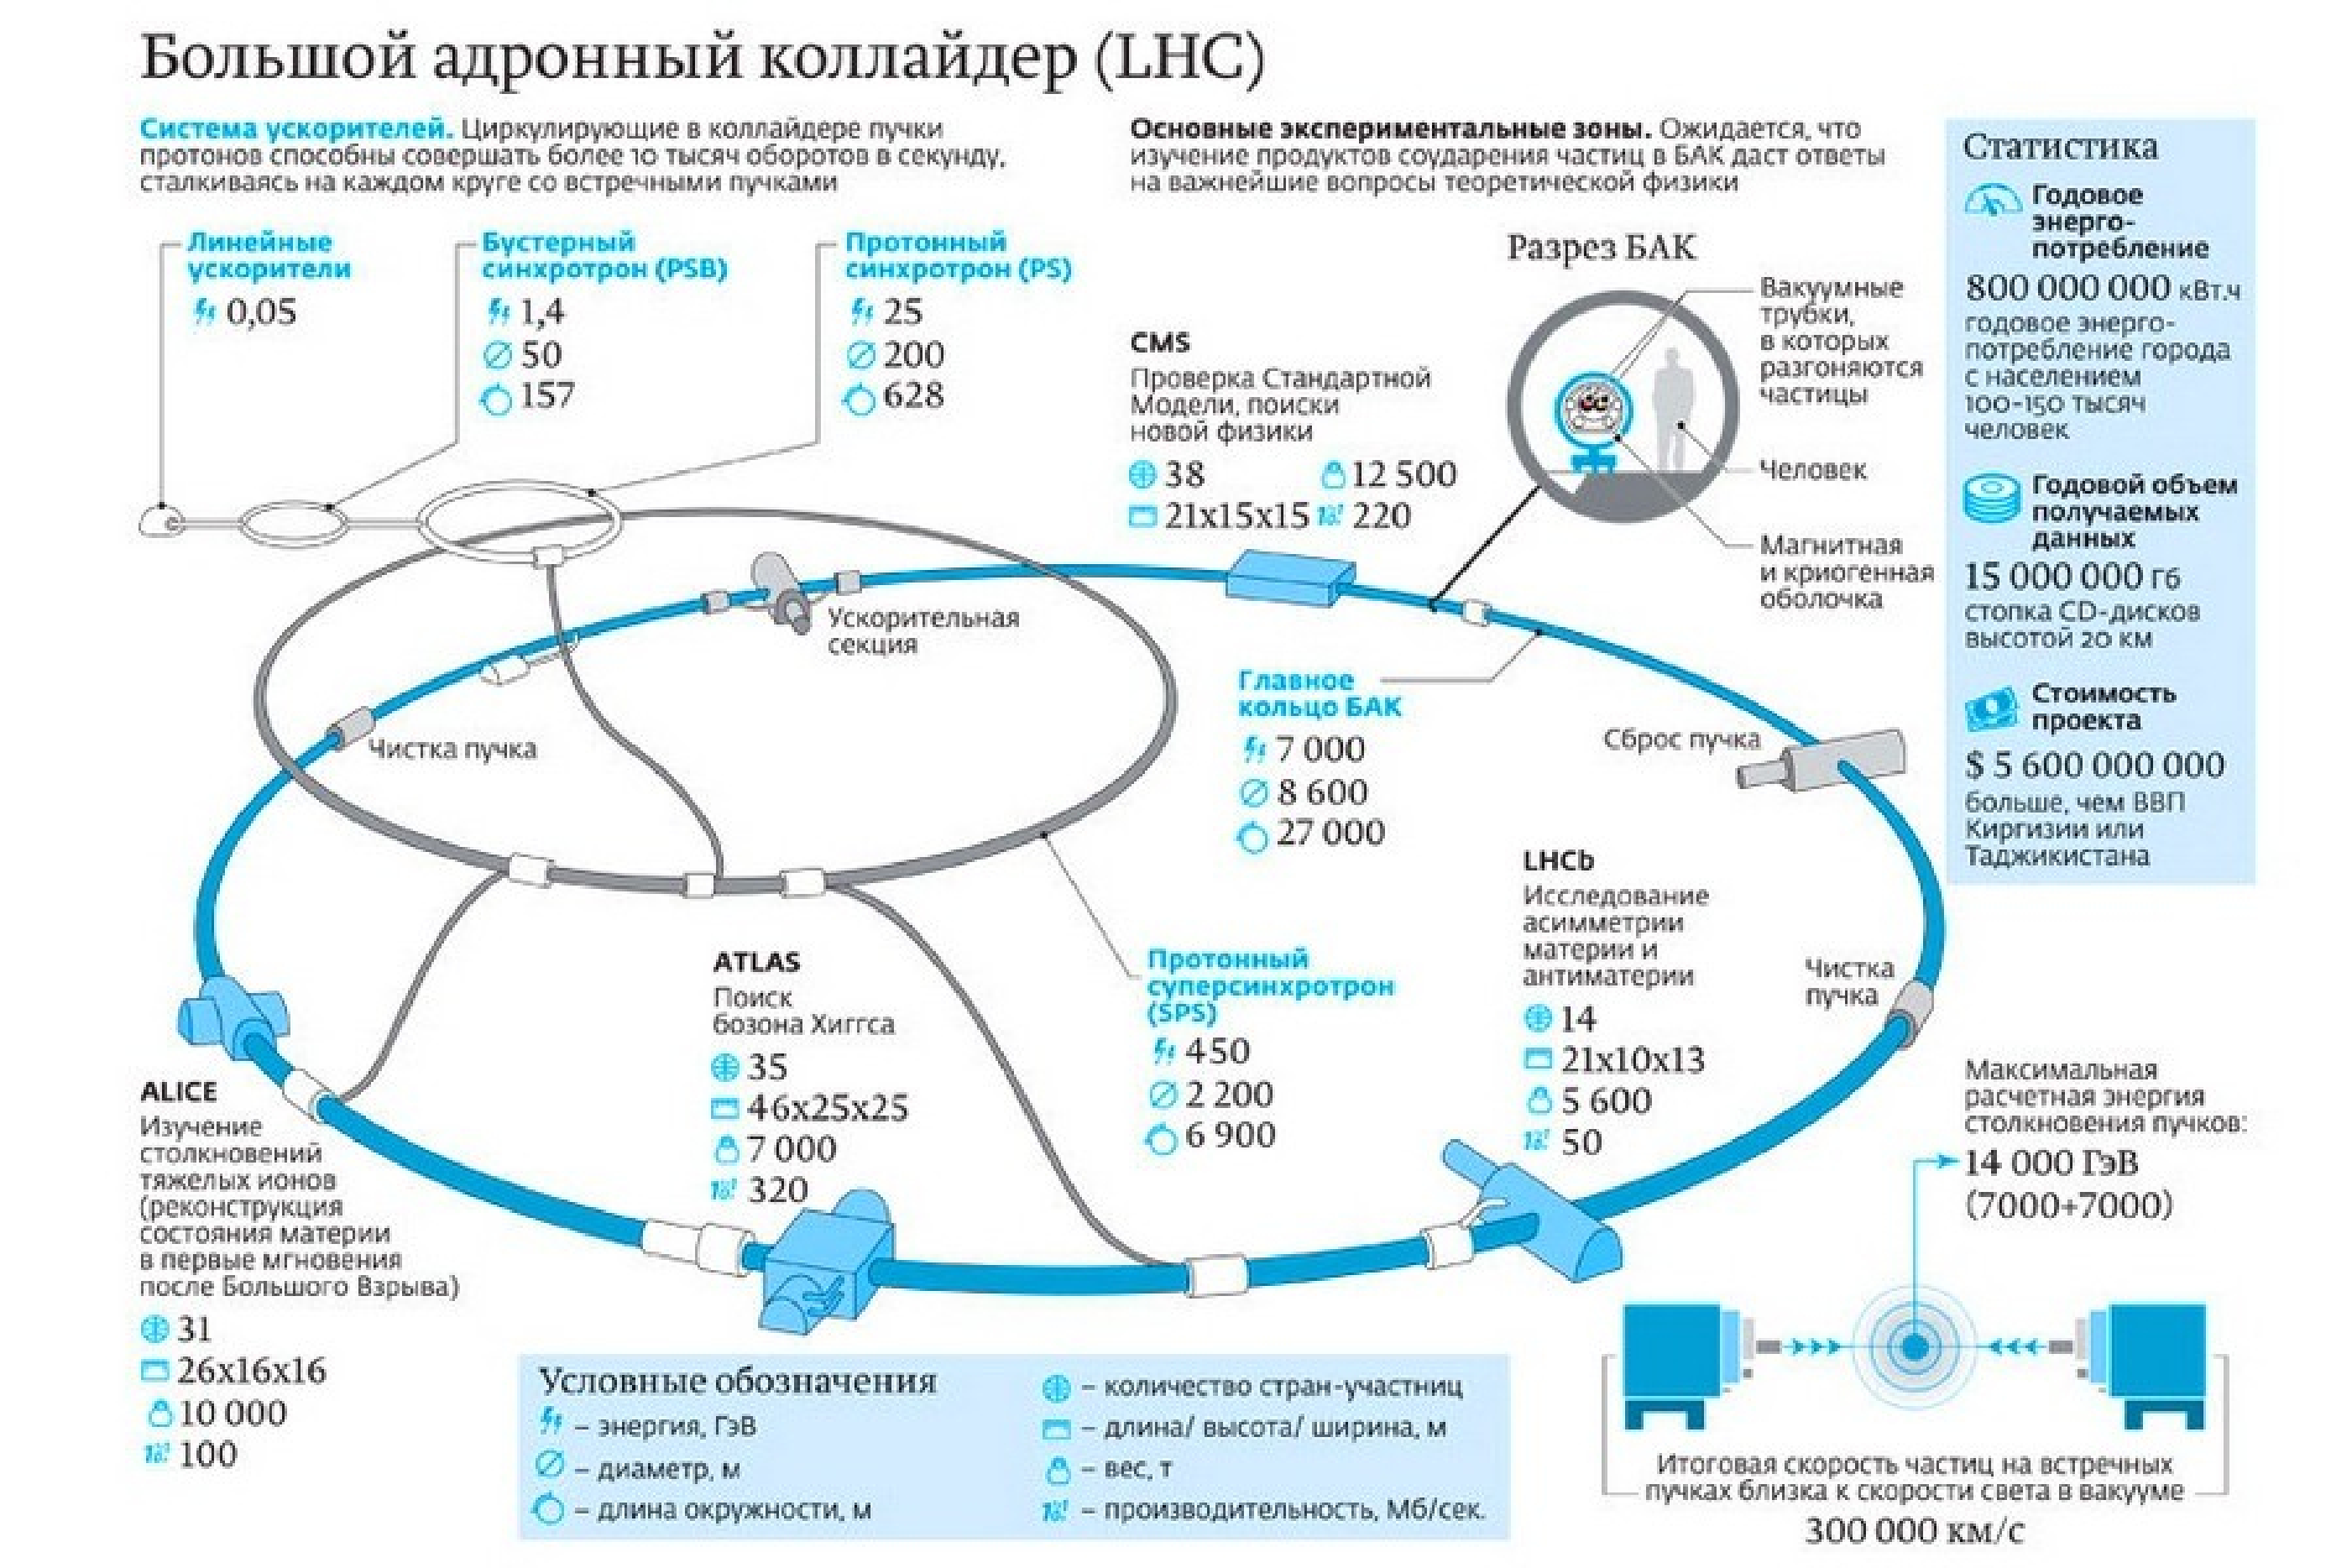 Большой адронный коллайдер (LHC)
Система ускорителей. Циркулирующие в коллайдере пучки
протонов способны совершать более 10 тысяч оборотов в секунду,
сталкиваясь на каждом круге со встречными пучками
Линейные
ускорители
0,05
Бустерный
синхротрон (PSB)
1,4
50
157
Протонный
синхротрон (PS)
25
200
628
Основные экспериментальные зоны. Ожидается, что
изучение продуктов соударения частиц в БАК даст ответы
на важнейшие вопросы теоретической физики
CMS
Проверка Стандартной
Модели, поиски
новой физики
38
12 500
21x15x15
220
Разрез БАК
Вакуумные
трубки,
в которых
разгоняются
частицы
Человек
Магнитная
и криогенная
оболочка
Статистика
Годовое
энерго-
потребление
800 000 000 кВт.ч
годовое энерго-
потребление города
с населением
100-150 тысяч
человек
Годовой объем
получаемых
данных
15 000 000 Гб
стопка CD-дисков
высотой 20 км
Стоимость
проекта
$ 5 600 000 000
больше, чем ВВП
Киргизии или
Таджикистана
Ускорительная
секция
Чистка пучка
Главное
кольцо БАК
7 000
8 600
27 000
Сброс пучка
LHCb
Исследование
асимметрии
материи и
антиматерии
14
21x10x13
5 600
50
Чистка
пучка
ATLAS
Поиск
бозона Хиггса
35
46x25x25
7 000
320
Протонный
суперсинхротрон
(SPS)
450
2 200
6 900
ALICE
Изучение
столкновений
тяжелых ионов
(реконструкция
состояния материи
в первые мгновения
после Большого Взрыва)
31
26x16x16
10 000
100
Максимальная
расчетная энергия
столкновения пучков:
14 000 ГэВ
(7000+7000)
Итоговая скорость частиц на встречных
пучках близка к скорости света в вакууме
300 000 км/с
Условные обозначения
– энергия, ГэВ
– диаметр, м
– длина окружности, м
– количество стран-участниц
– длина/ высота/ ширина, м
– вес, т
– производительность, Мб/сек.